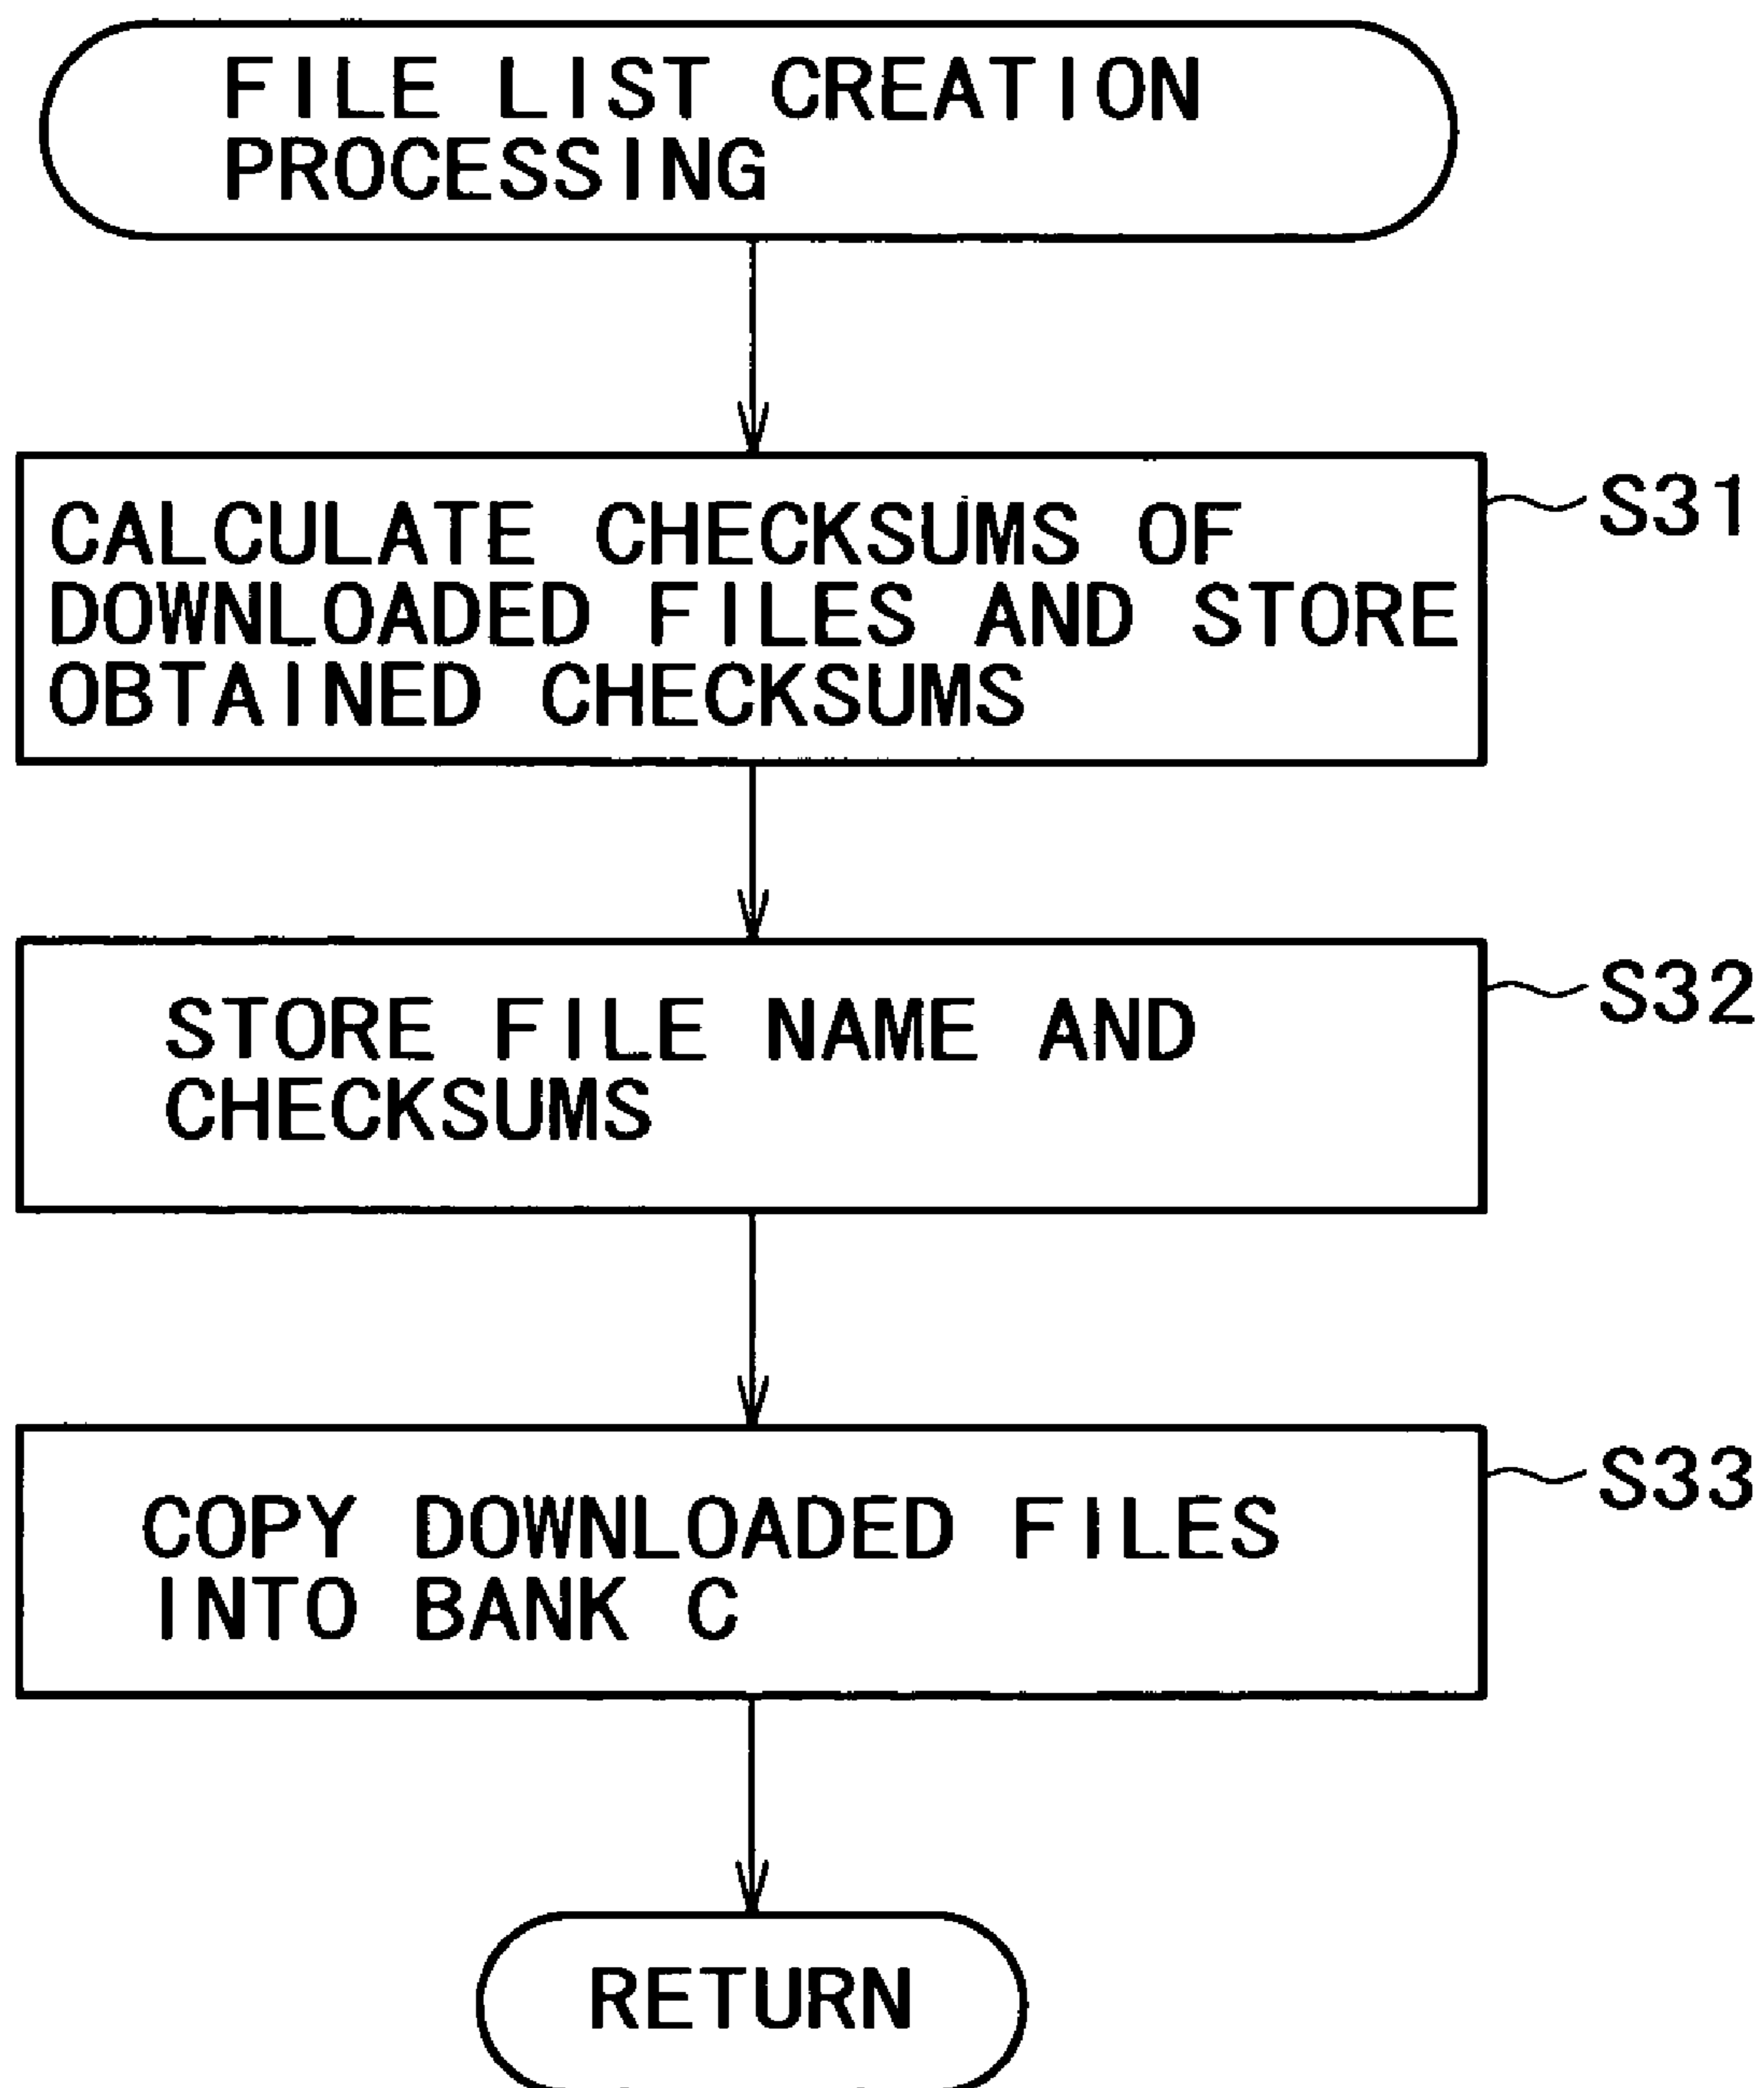 FILE LIST CREATION
PROCESSING
CALCULATE CHECKSUMS OF
DOWNLOADED FILES AND STORE
OBTAINED CHECKSUMS
S31
STORE FILE NAME AND
CHECKSUMS
S32
COPY DOWNLOADED FILES
INTO BANK C
S33
RETURN